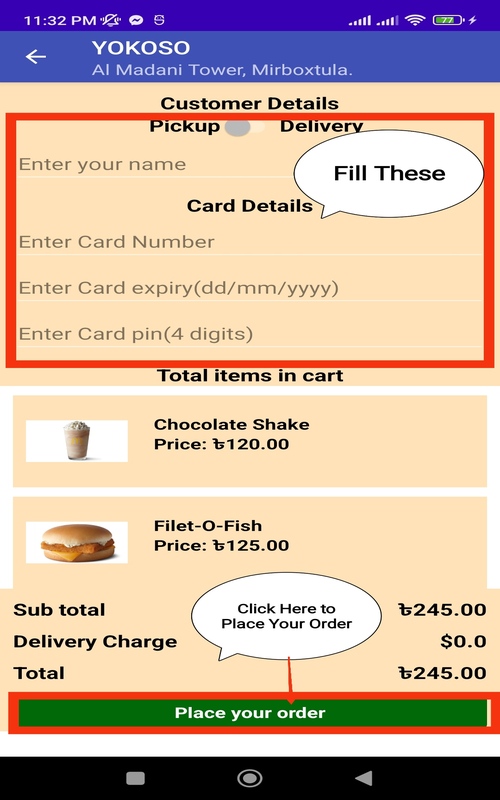 11:32 PM
77
YOKOSO
Al Madani Tower, Mirboxtula.
Customer Details
Pickup Delivery
Enter your name
Fill These
Card Details
Enter Card Number
Enter Card expiry(dd/mm/yyyy)
Enter Card pin(4 digits)
Total items in cart
Chocolate Shake
Price: ৳120.00
Filet-O-Fish
Price: ৳125.00
Click Here to
Place Your Order
Sub total ৳245.00
Delivery Charge $0.0
Total ৳245.00
Place your order